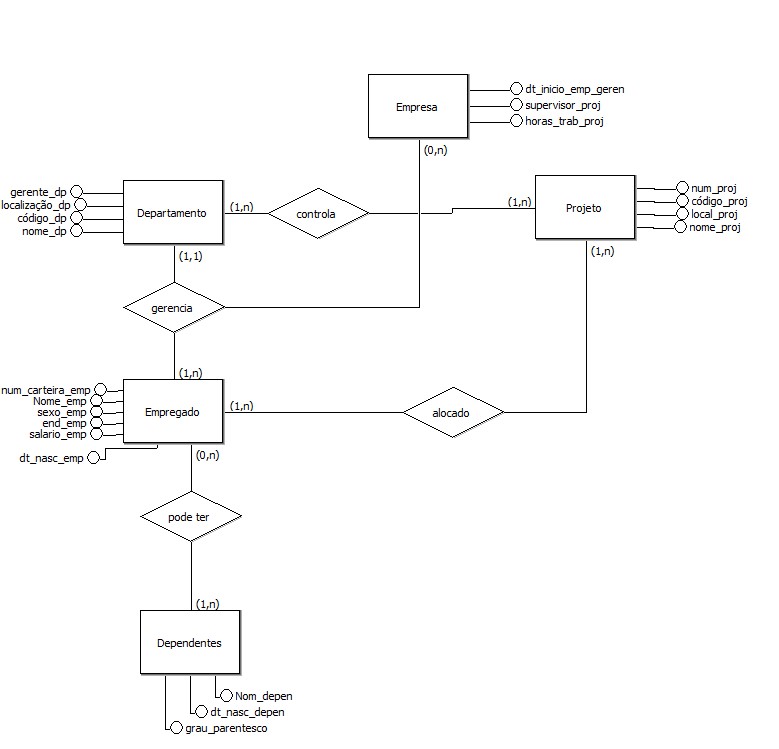 Empresa
dt_inicio_emp_geren
supervisor_proj
horas_trab_proj
(0,n)
gerente_dp
localização_dp
código_dp
nome_dp
Departamento
(1,n)
controla
(1,n)
Projeto
num_proj
código_proj
local_proj
nome_proj
(1,1)
(1,n)
gerencia
(1,n)
num_carteira_emp
Nome_emp
sexo_emp
end_emp
salario_emp
dt_nasc_emp
Empregado
(1,n)
alocado
(0,n)
pode ter
(1,n)
Dependentes
Nom_depen
dt_nasc_depen
grau_parentesco